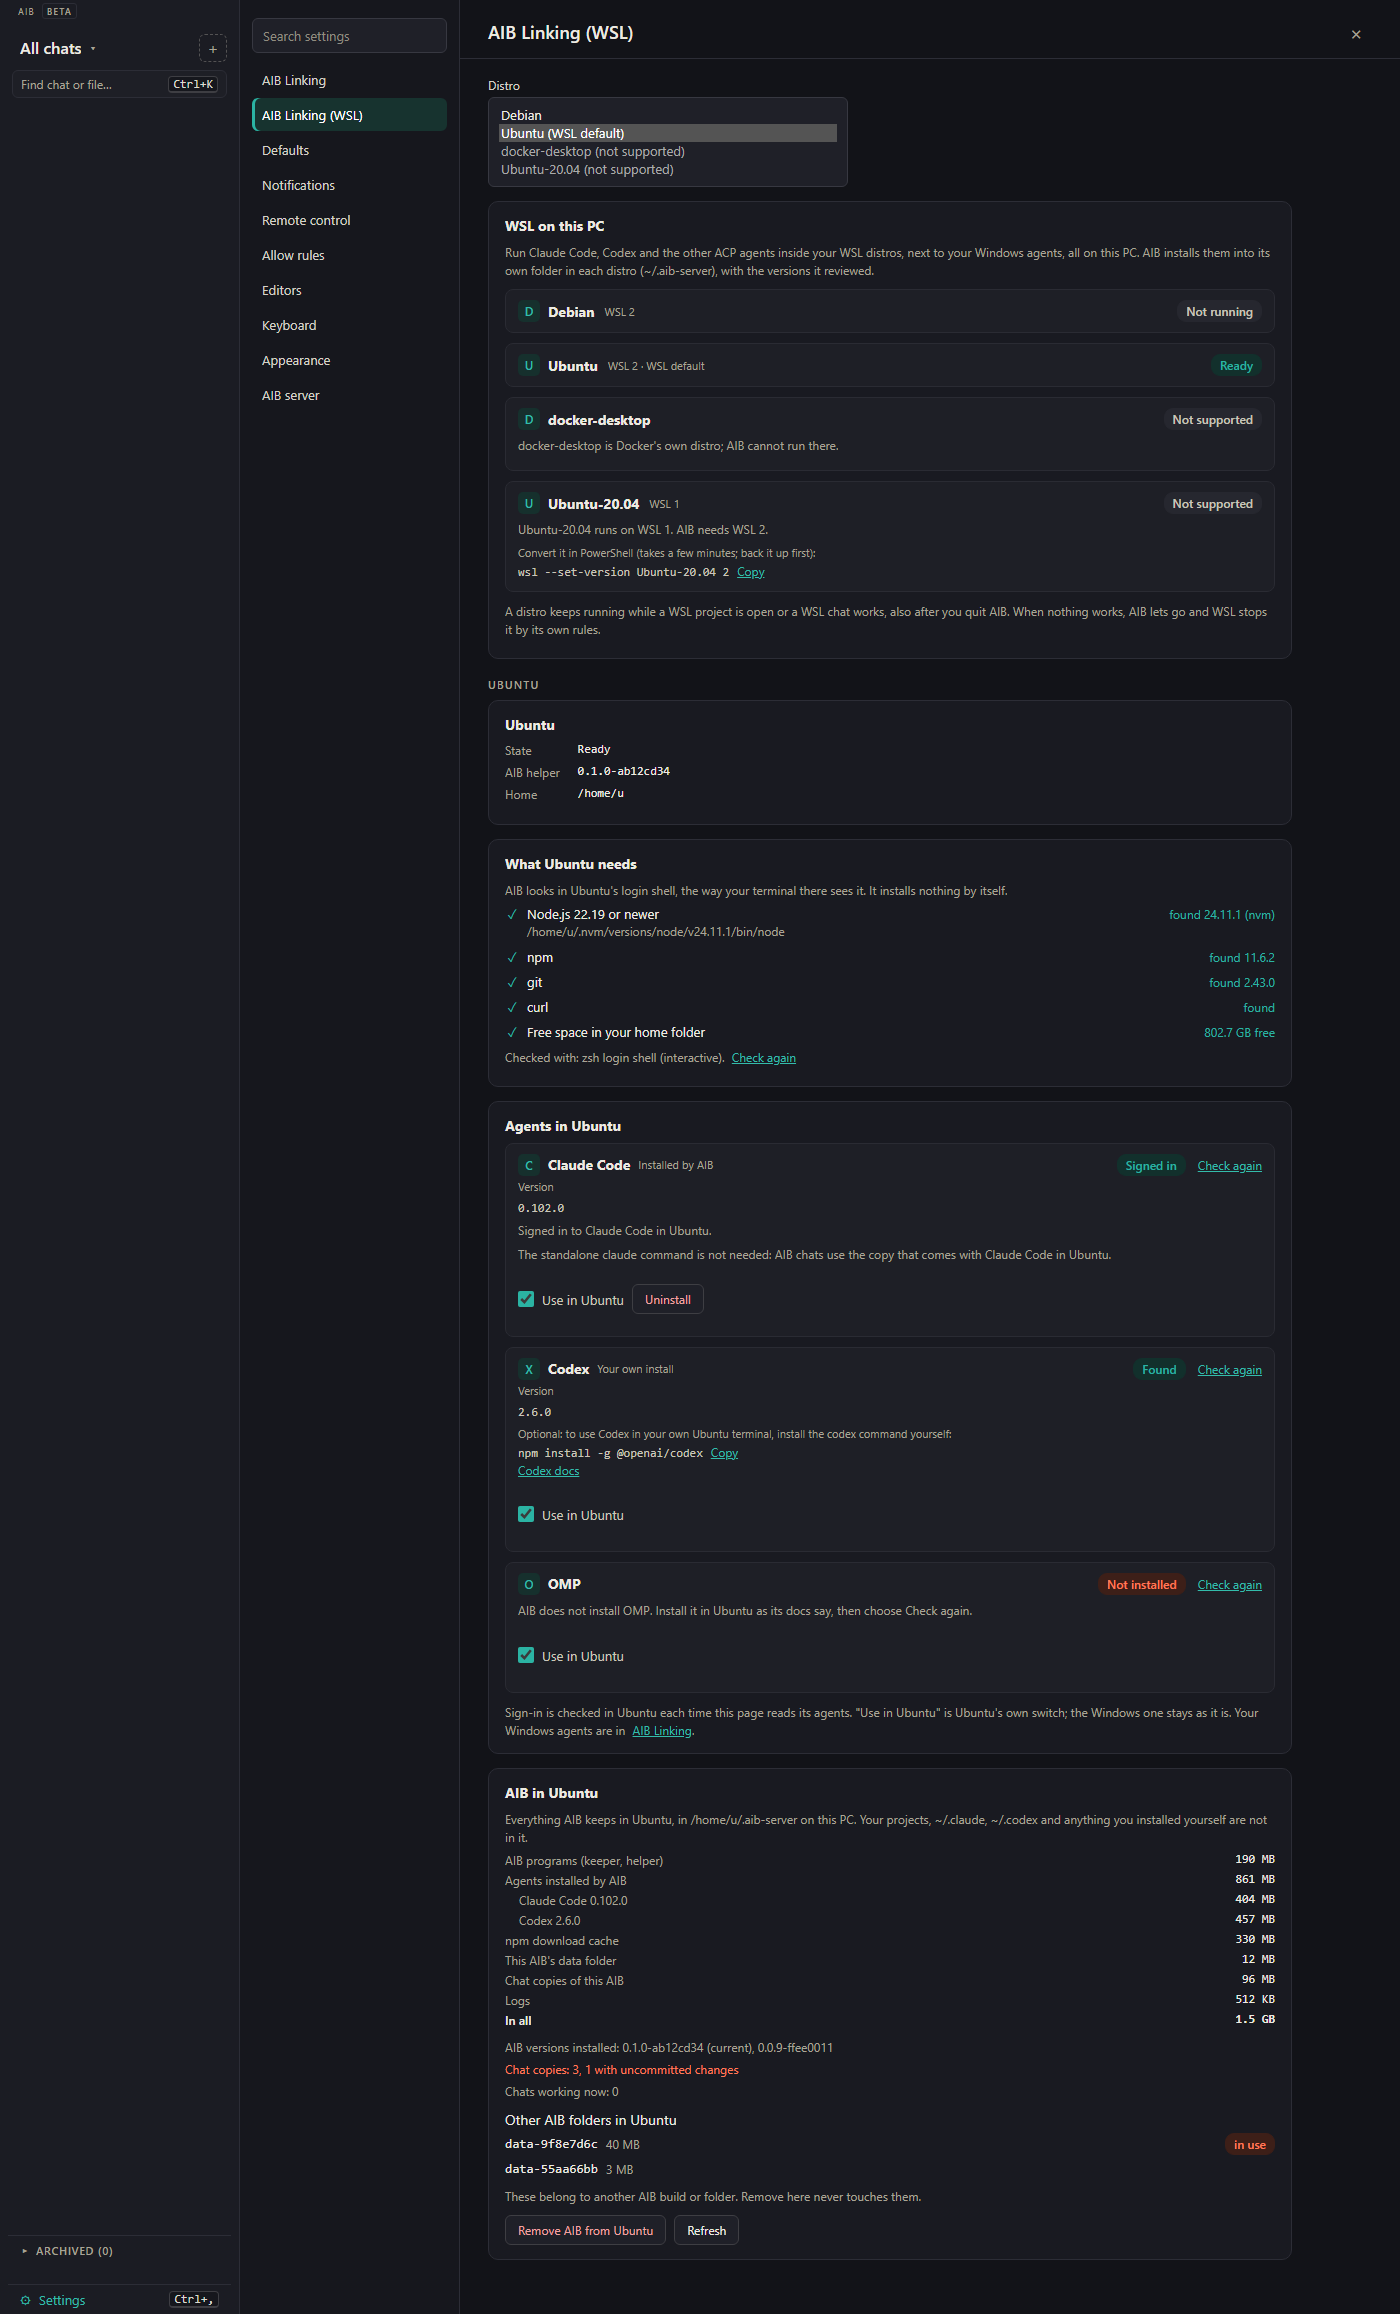 AIB BETA
All chats
+
Find chat or file... Ctrl+K
ARCHIVED (0)
Settings Ctrl+,
Search settings
AIB Linking
AIB Linking (WSL)
Defaults
Notifications
Remote control
Allow rules
Editors
Keyboard
Appearance
AIB server
AIB Linking (WSL)
Distro
Debian
Ubuntu (WSL default)
docker-desktop (not supported)
Ubuntu-20.04 (not supported)
WSL on this PC
Run Claude Code, Codex and the other ACP agents inside your WSL distros, next to your Windows agents, all on this PC. AIB installs them into its
own folder in each distro (~/.aib-server), with the versions it reviewed.
D Debian WSL 2 Not running
U Ubuntu WSL 2 · WSL default Ready
D docker-desktop Not supported
docker-desktop is Docker's own distro; AIB cannot run there.
U Ubuntu-20.04 WSL 1 Not supported
Ubuntu-20.04 runs on WSL 1. AIB needs WSL 2.
Convert it in PowerShell (takes a few minutes; back it up first):
wsl --set-version Ubuntu-20.04 2 Copy
A distro keeps running while a WSL project is open or a WSL chat works, also after you quit AIB. When nothing works, AIB lets go and WSL stops
it by its own rules.
UBUNTU
Ubuntu
State Ready
AIB helper 0.1.0-ab12cd34
Home /home/u
What Ubuntu needs
AIB looks in Ubuntu's login shell, the way your terminal there sees it. It installs nothing by itself.
✓ Node.js 22.19 or newer found 24.11.1 (nvm)
/home/u/.nvm/versions/node/v24.11.1/bin/node
✓ npm found 11.6.2
✓ git found 2.43.0
✓ curl found
✓ Free space in your home folder 802.7 GB free
Checked with: zsh login shell (interactive). Check again
Agents in Ubuntu
C Claude Code Installed by AIB Signed in Check again
Version
0.102.0
Signed in to Claude Code in Ubuntu.
The standalone claude command is not needed: AIB chats use the copy that comes with Claude Code in Ubuntu.
Use in Ubuntu Uninstall
X Codex Your own install Found Check again
Version
2.6.0
Optional: to use Codex in your own Ubuntu terminal, install the codex command yourself:
npm install -g @openai/codex Copy
Codex docs
Use in Ubuntu
O OMP Not installed Check again
AIB does not install OMP. Install it in Ubuntu as its docs say, then choose Check again.
Use in Ubuntu
Sign-in is checked in Ubuntu each time this page reads its agents. "Use in Ubuntu" is Ubuntu's own switch; the Windows one stays as it is. Your
Windows agents are in AIB Linking.
AIB in Ubuntu
Everything AIB keeps in Ubuntu, in /home/u/.aib-server on this PC. Your projects, ~/.claude, ~/.codex and anything you installed yourself are not
in it.
AIB programs (keeper, helper) 190 MB
Agents installed by AIB 861 MB
Claude Code 0.102.0 404 MB
Codex 2.6.0 457 MB
npm download cache 330 MB
This AIB's data folder 12 MB
Chat copies of this AIB 96 MB
Logs 512 KB
In all 1.5 GB
AIB versions installed: 0.1.0-ab12cd34 (current), 0.0.9-ffee0011
Chat copies: 3, 1 with uncommitted changes
Chats working now: 0
Other AIB folders in Ubuntu
data-9f8e7d6c 40 MB in use
data-55aa66bb 3 MB
These belong to another AIB build or folder. Remove here never touches them.
Remove AIB from Ubuntu Refresh